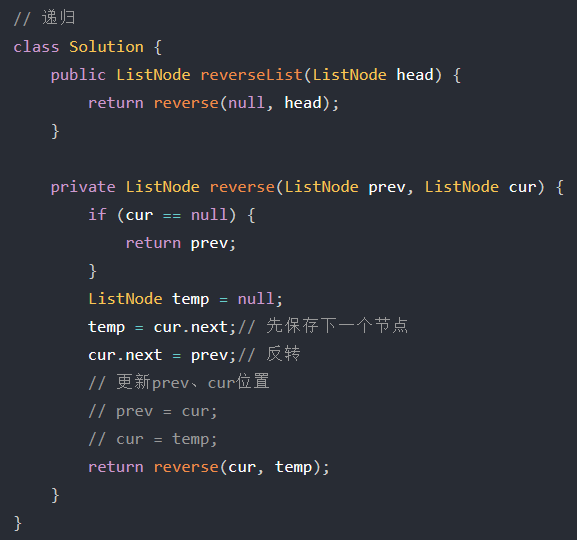 // 递归
class Solution {
    public ListNode reverseList(ListNode head) {
        return reverse(null, head);
    }

    private ListNode reverse(ListNode prev, ListNode cur) {
        if (cur == null) {
            return prev;
        }
        ListNode temp = null;
        temp = cur.next;// 先保存下一个节点
        cur.next = prev;// 反转
        // 更新prev、cur位置
        // prev = cur;
        // cur = temp;
        return reverse(cur, temp);
    }
}